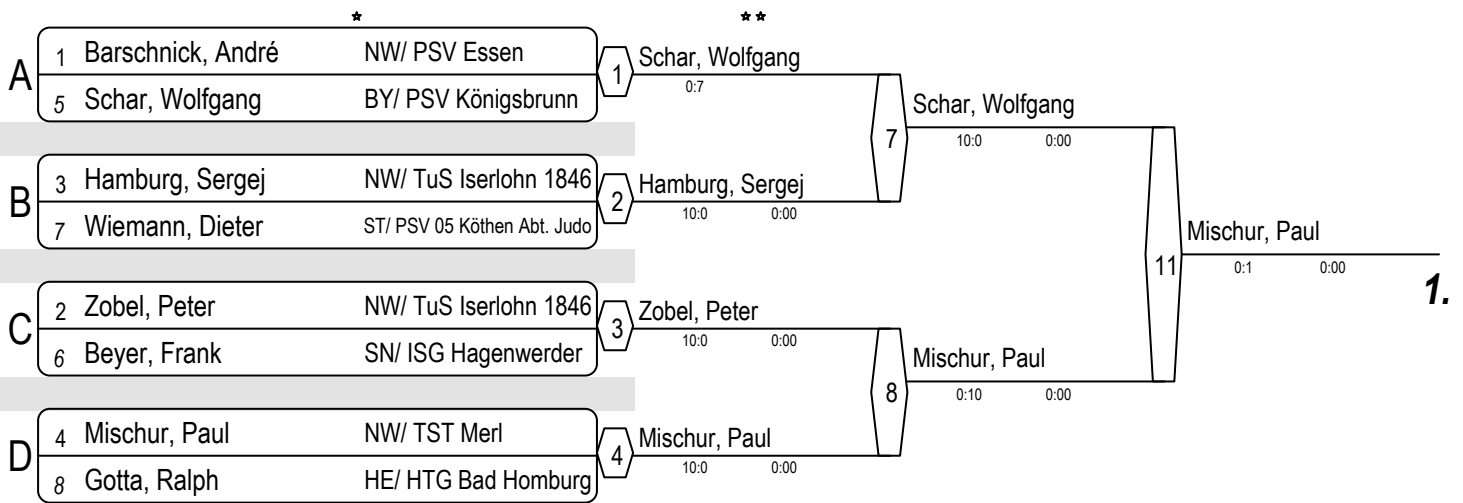 * **
A
1 Barschnick, André NW/ PSV Essen
5 Schar, Wolfgang BY/ PSV Königsbrunn
1
Schar, Wolfgang
0:7
B
3 Hamburg, Sergej NW/ TuS Iserlohn 1846
7 Wiemann, Dieter ST/ PSV 05 Köthen Abt. Judo
2
Hamburg, Sergej
10:0 0:00
7
Schar, Wolfgang
10:0 0:00
C
2 Zobel, Peter NW/ TuS Iserlohn 1846
6 Beyer, Frank SN/ ISG Hagenwerder
3
Zobel, Peter
10:0 0:00
D
4 Mischur, Paul NW/ TST Merl
8 Gotta, Ralph HE/ HTG Bad Homburg
4
Mischur, Paul
10:0 0:00
8
Mischur, Paul
0:10 0:00
11
Mischur, Paul
0:1 0:00
1.